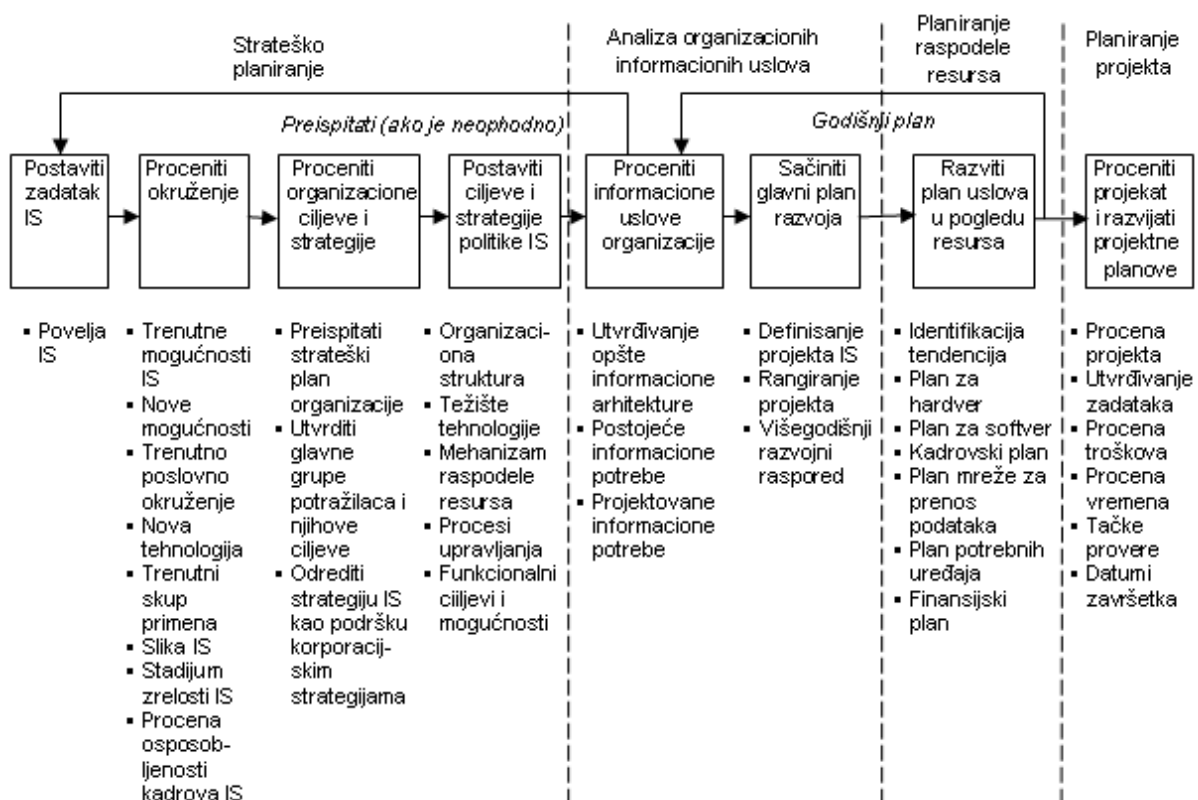 Strateško
planiranje
Analiza organizacionih
informacionih uslova
Planiranje
raspodele
resursa
Planiranje
projekta
Preispitati (ako je neophodno)
Godišnji plan
Postaviti
zadatak
IS
Proceniti
okruženje
Proceniti
organizacione
ciljeve i
strategije
Postaviti
ciljeve i
strategije
politike IS
Proceniti
informacione
uslove
organizacije
Sačiniti
glavni plan
razvoja
Razviti
plan uslova
u pogledu
resursa
Proceniti
projekat
i razvijati
projektne
planove
▪ Povelja
IS
▪ Trenutne
mogućnosti
IS
▪ Nove
mogućnosti
▪ Trenutno
poslovno
okruženje
▪ Nova
tehnologija
▪ Trenutni
skup
primena
▪ Slika IS
▪ Stadijum
zrelosti IS
▪ Procena
osposob-
ljenosti
kadrova IS
▪ Preispitati
strateški
plan
organizacije
▪ Utvrditi
glavne
grupe
potražilaca i
njihove
ciljeve
▪ Odrediti
strategiju IS
kao podršku
korporacij-
skim
strategijama
▪ Organizaci-
ona
struktura
▪ Težište
tehnologije
▪ Mehanizam
raspodele
resursa
▪ Procesi
upravljanja
▪ Funkcionalni
ciiljevi i
mogućnosti
▪ Utvrđivanje
opšte
informacione
arhitekture
▪ Postojeće
informacione
potrebe
▪ Projektovane
informacione
potrebe
▪ Definisanje
projekta IS
▪ Rangiranje
projekta
▪ Višegodišnji
razvojni
raspored
▪ Identifikacija
tendencija
▪ Plan za
hardver
▪ Plan za softver
▪ Kadrovski plan
▪ Plan mreže za
prenos
podataka
▪ Plan potrebnih
uređaja
▪ Finansijski
plan
▪ Procena
projekta
▪ Utvrđivanje
zadataka
▪ Procena
troškova
▪ Procena
vremena
▪ Tačke
provere
▪ Datumi
završetka